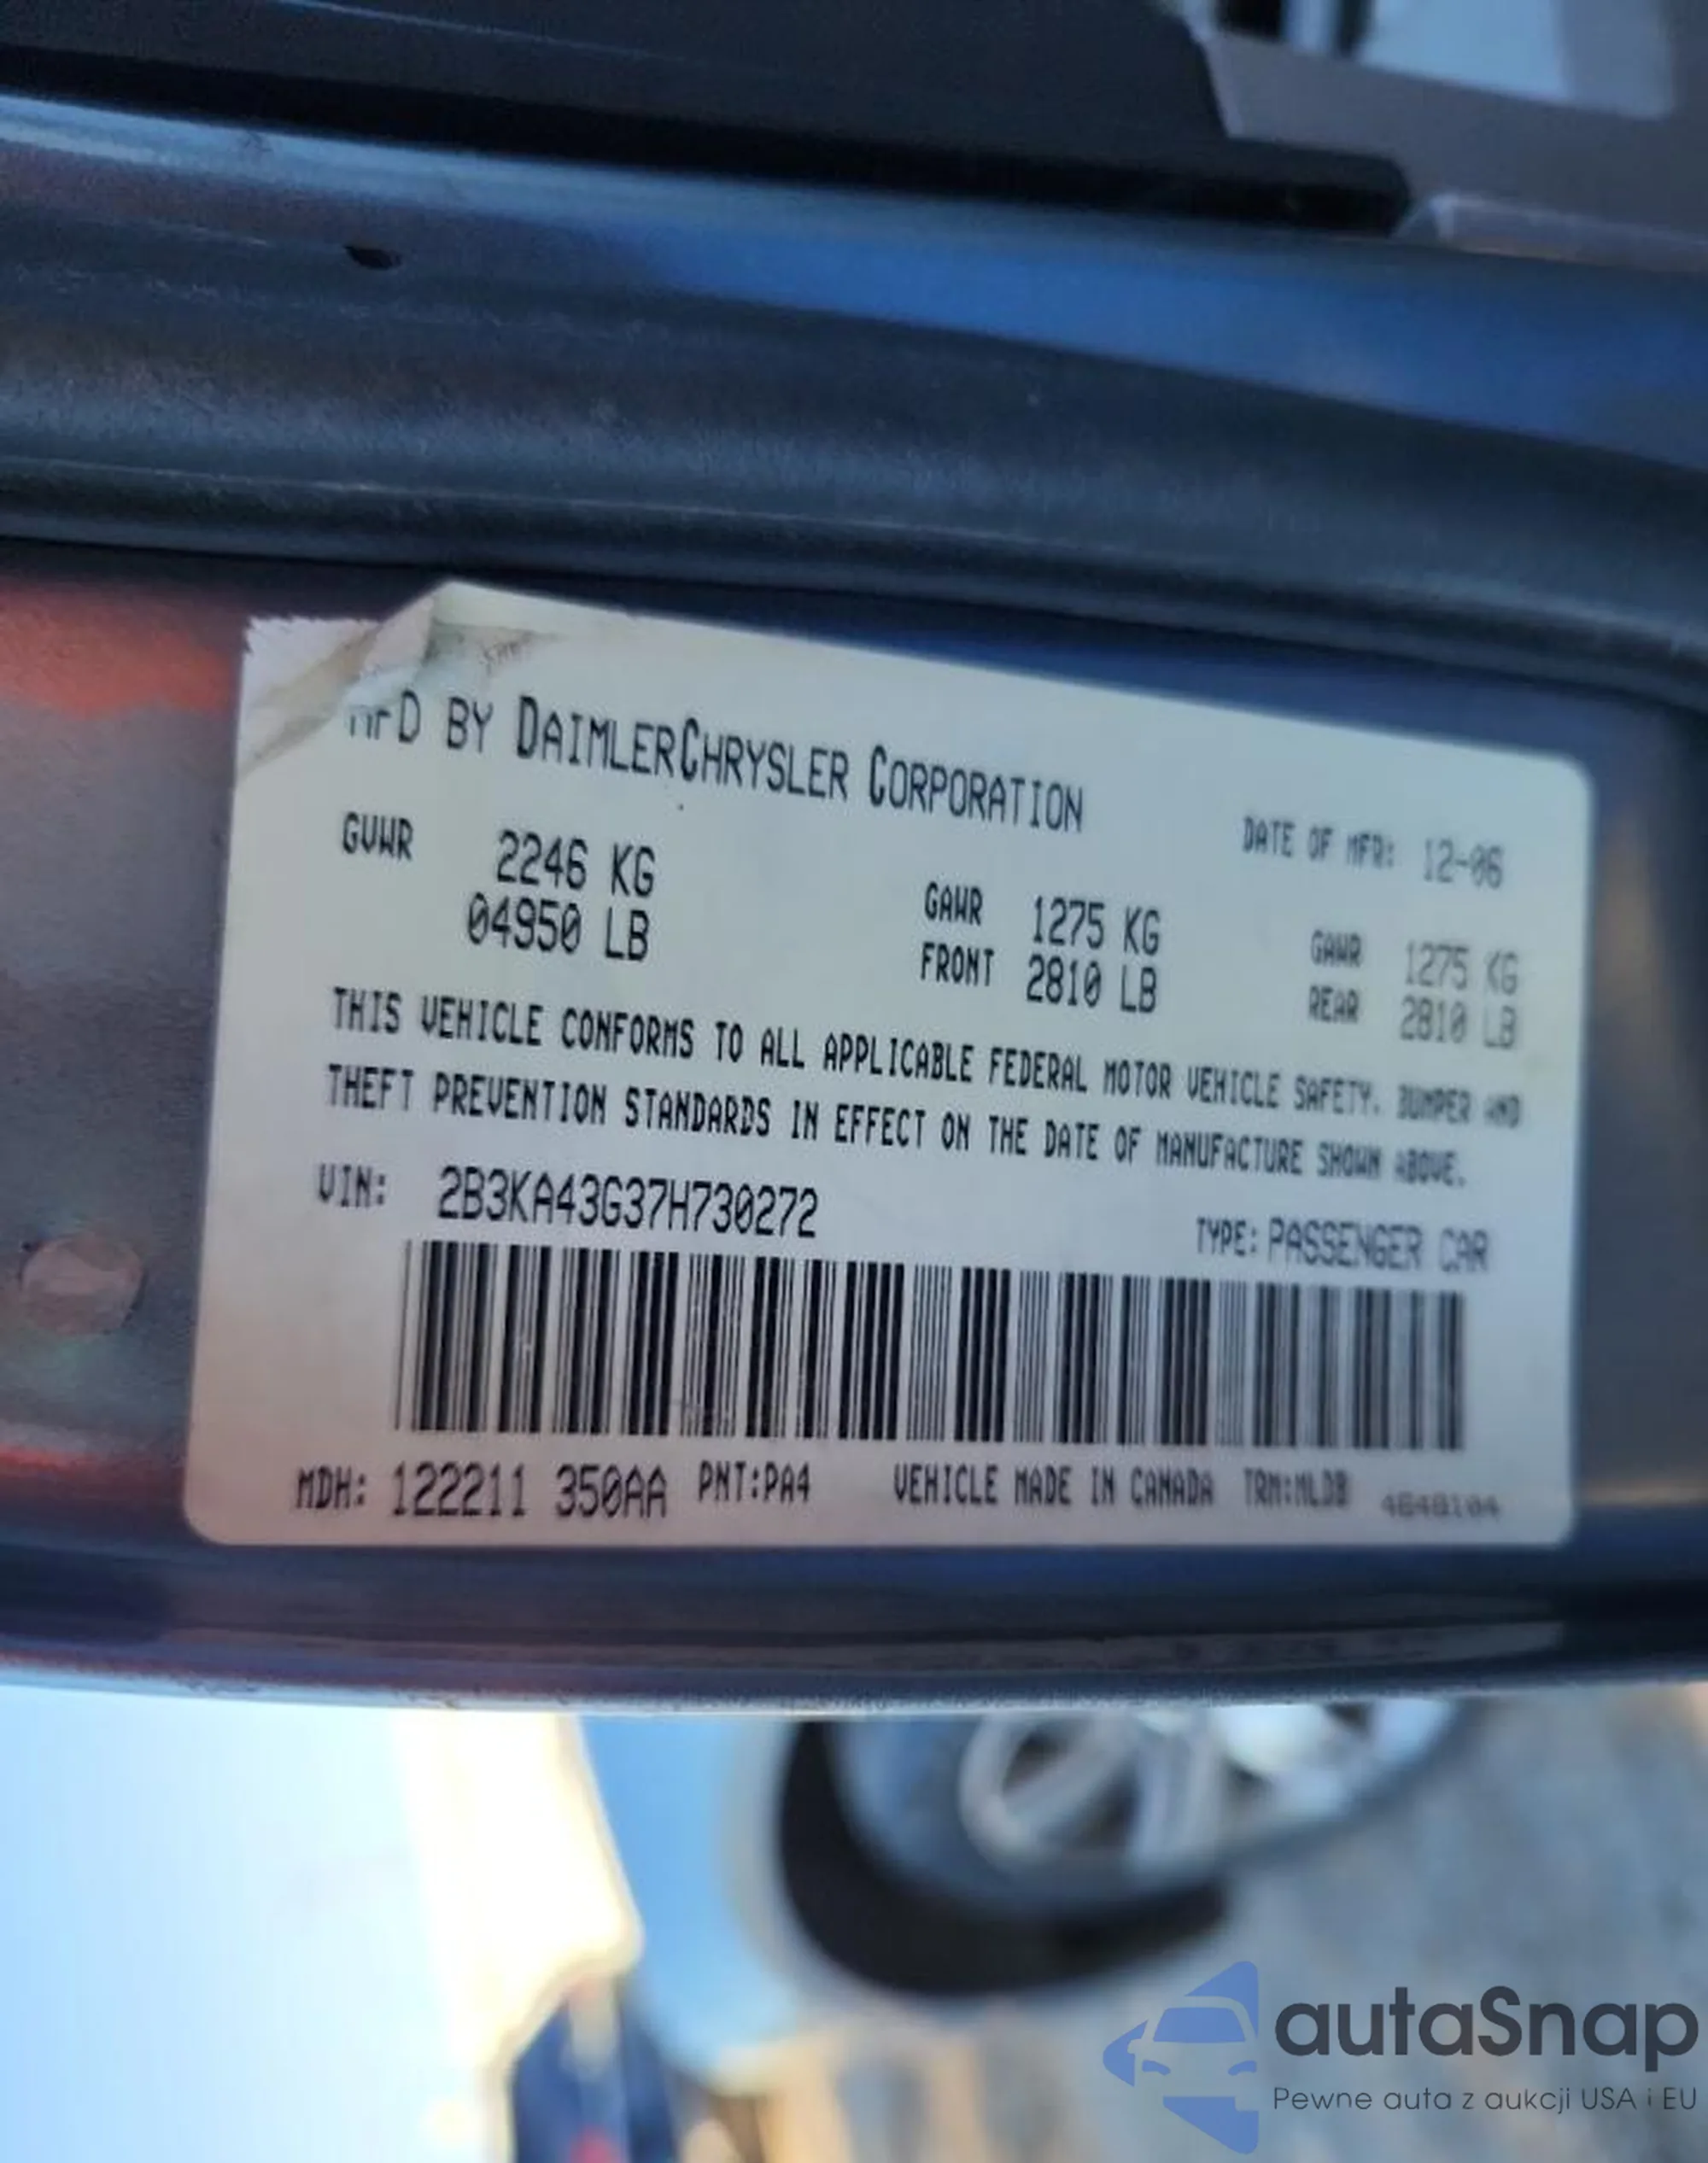 MFD BY DAIMLERCHRYSLER CORPORATION
DATE OF MFR: 12-06
GVWR 2246 KG
04950 LB
GAWR FRONT 1275 KG
2810 LB
GAWR REAR 1275 KG
2810 LB
THIS VEHICLE CONFORMS TO ALL APPLICABLE FEDERAL MOTOR VEHICLE SAFETY, BUMPER AND
THEFT PREVENTION STANDARDS IN EFFECT ON THE DATE OF MANUFACTURE SHOWN ABOVE.
VIN: 2B3KA43G37H730272
TYPE: PASSENGER CAR
MDH: 122211 350AA PNT:PA4 VEHICLE MADE IN CANADA TRM:MLDB
autaSnap
Pewne auta z aukcji USA i EU